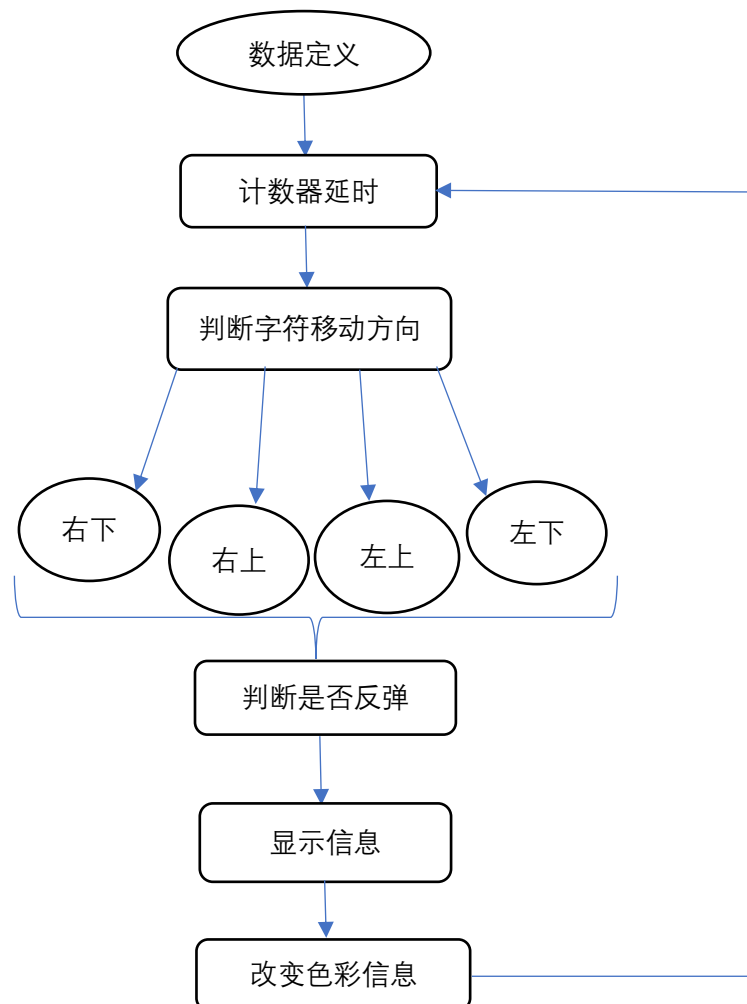 数据定义
计数器延时
判断字符移动方向
右下
右上
左上
左下
判断是否反弹
显示信息
改变色彩信息